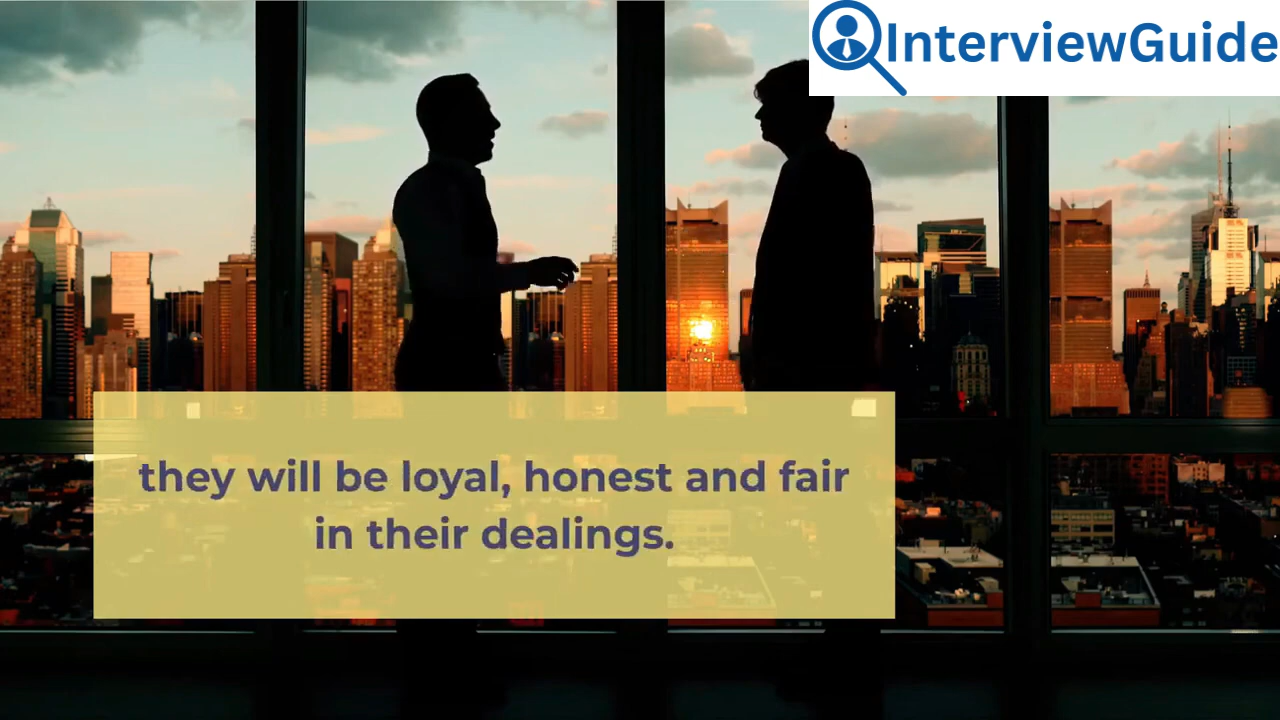 InterviewGuide
they will be loyal, honest and fair
in their dealings.